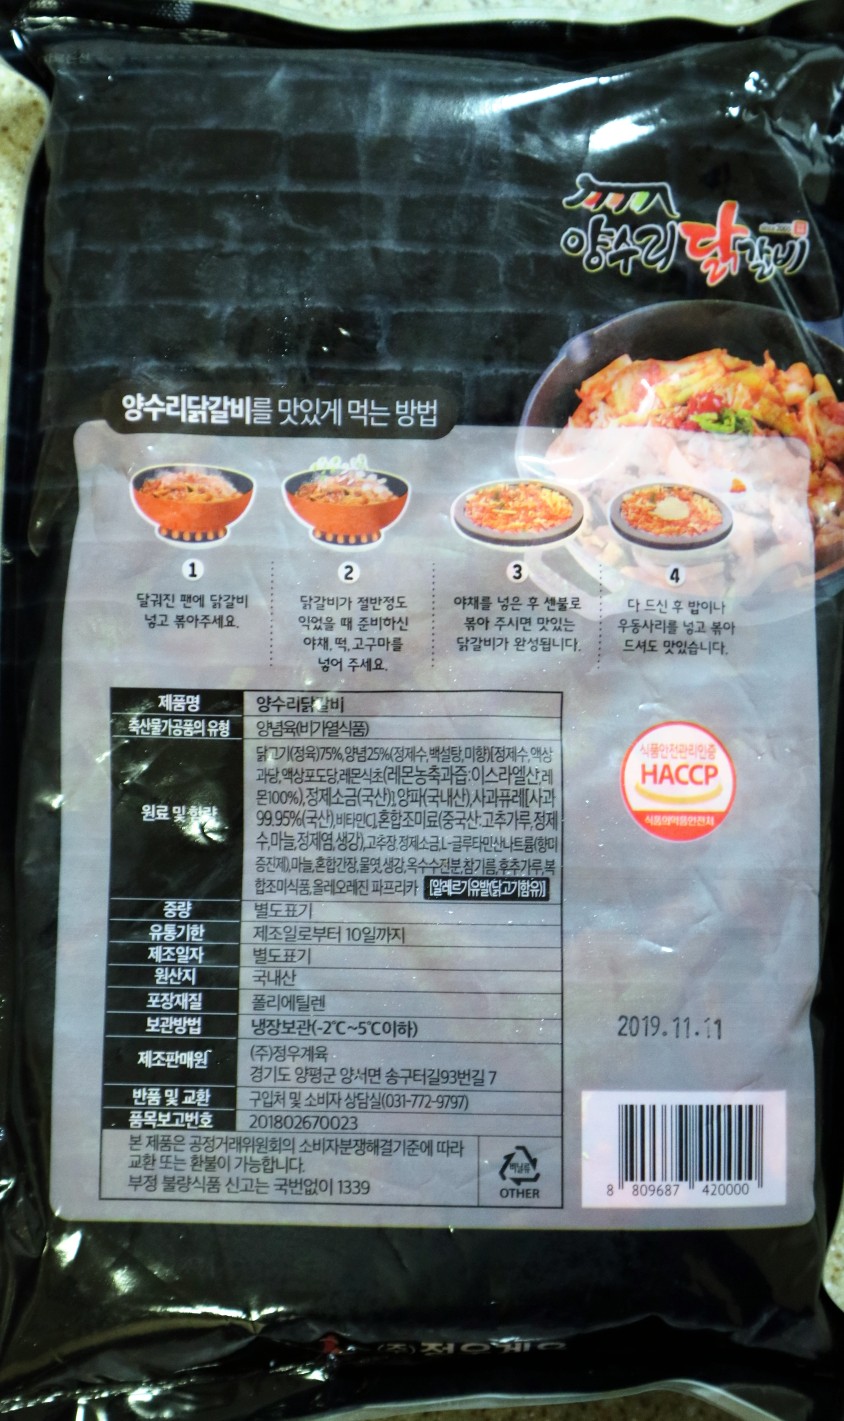 양수리 닭갈비
양수리닭갈비를 맛있게 먹는 방법
1
달궈진 팬에 닭갈비
넣고 볶아주세요.
2
닭갈비가 절반정도
익었을 때 준비하신
야채, 떡, 고구마를
넣어 주세요.
3
야채를 넣은 후 센불로
볶아 주시면 맛있는
닭갈비가 완성됩니다.
4
다 드신 후 밥이나
우동사리를 넣고 볶아
드셔도 맛있습니다.
제품명 양수리닭갈비
축산물가공품의 유형 양념육(비가열식품)
원료 및 함량
닭고기(정육)75%,양념25%(정제수,백설탕,미향)[정제수,액상
과당,액상포도당,레몬식초(레몬농축과즙:이스라엘산,레
몬100%),정제소금(국산)],양파(국내산),사과퓨레[사과
99.95%(국산),비타민C],혼합조미료(중국산:고추가루,정제
수,마늘,정제염,생강),고추장,정제소금,L-글루타민산나트륨(향미
증진제),마늘,혼합간장,물엿,생강,옥수수전분,참기름,후추가루,복
합조미식품,올레오레진 파프리카 [알레르기유발(닭고기함유)]
중량 별도표기
유통기한 제조일로부터 10일까지
제조일자 별도표기
원산지 국내산
포장재질 폴리에틸렌
보관방법 냉장보관(-2℃~5℃이하)
제조판매원 (주)정우계육
경기도 양평군 양서면 송구터길93번길 7
반품 및 교환 구입처 및 소비자 상담실(031-772-9797)
품목보고번호 201802670023
본 제품은 공정거래위원회의 소비자분쟁해결기준에 따라
교환 또는 환불이 가능합니다.
부정 불량식품 신고는 국번없이 1339
비닐류
OTHER
식품안전관리인증
HACCP
식품의약품안전처
2019.11.11
8 809687 420000
(주)정우계육